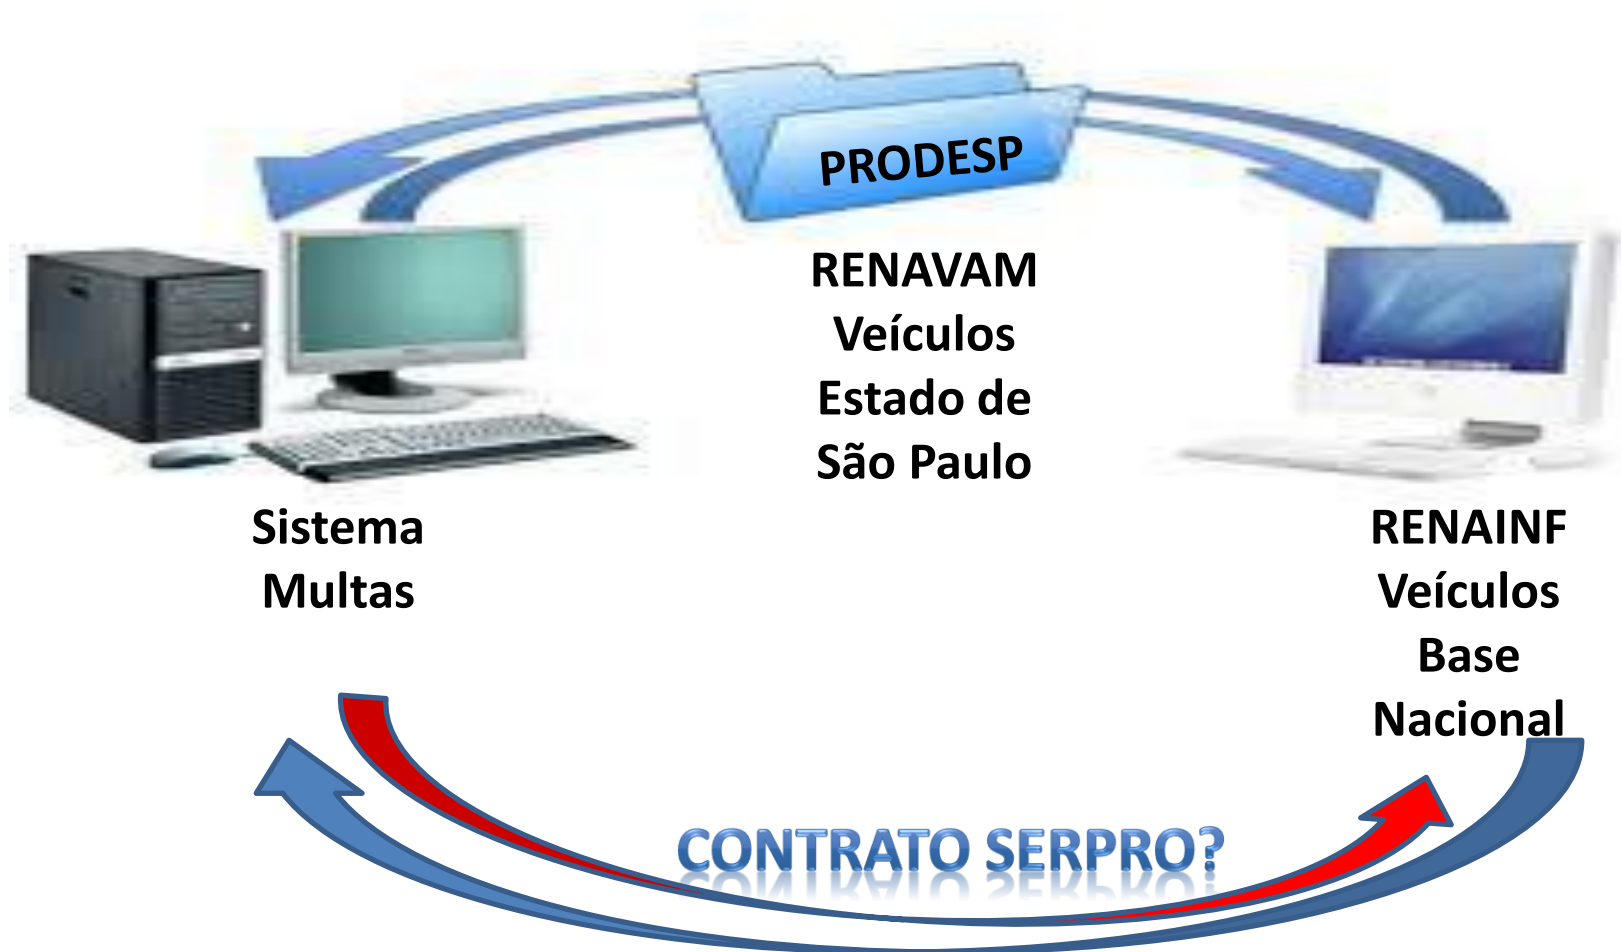 PRODESP
RENAVAM
Veículos
Estado de
São Paulo
Sistema
Multas
RENAINF
Veículos
Base
Nacional
CONTRATO SERPRO?